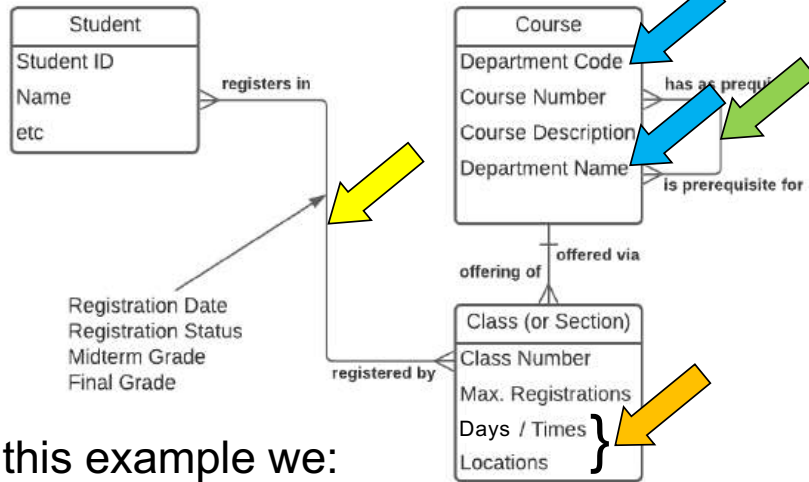 Student
Student ID
Name
etc
registers in
Course
Department Code
Course Number
Course Description
Department Name
has as
is prerequisite for
offered via
offering of
Registration Date
Registration Status
Midterm Grade
Final Grade
registered by
Class (or Section)
Class Number
Max. Registrations
Days / Times
Locations
}
this example we: